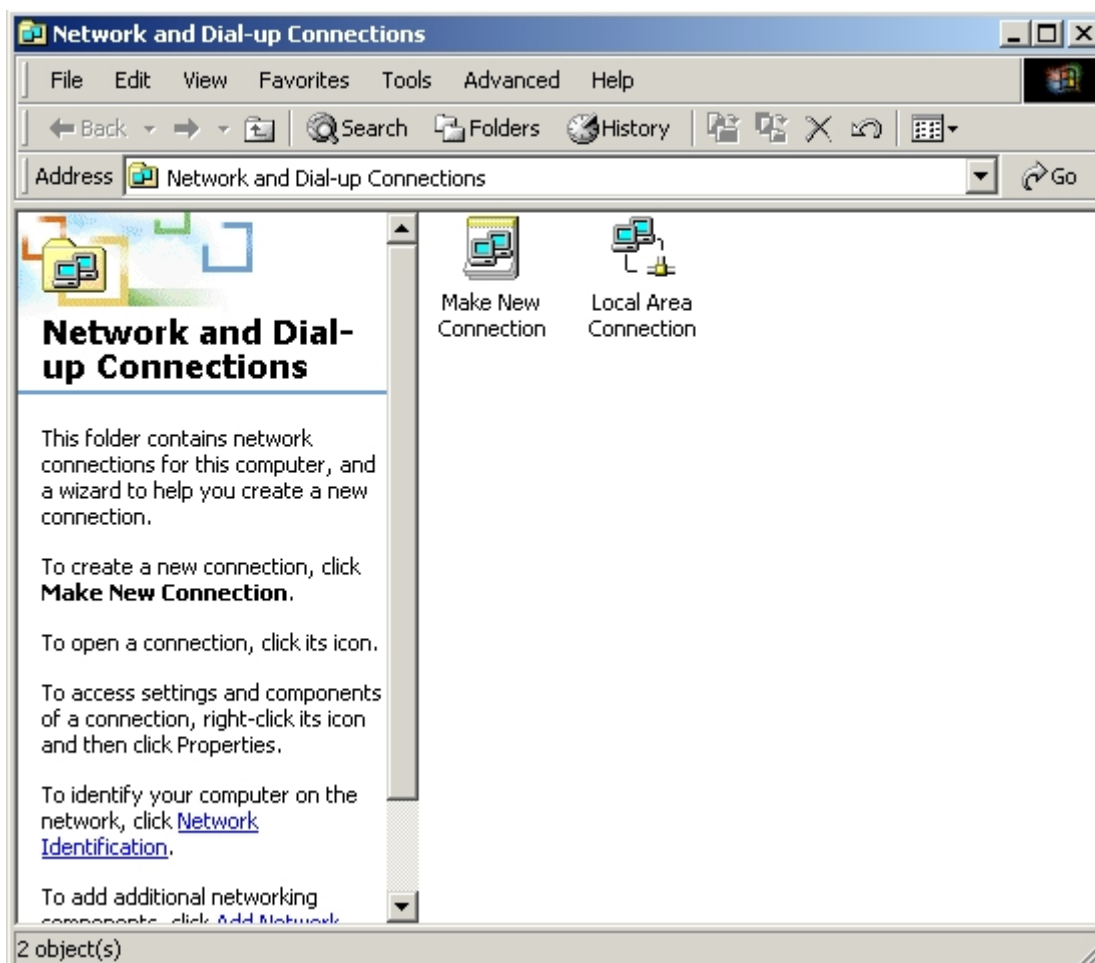 Network and Dial-up Connections
File Edit View Favorites Tools Advanced Help
Back Search Folders History
Address Network and Dial-up Connections Go
Network and Dial-
up Connections
This folder contains network
connections for this computer, and
a wizard to help you create a new
connection.
To create a new connection, click
Make New Connection.
To open a connection, click its icon.
To access settings and components
of a connection, right-click its icon
and then click Properties.
To identify your computer on the
network, click Network
Identification.
To add additional networking
components, click Add Network
Make New
Connection
Local Area
Connection
2 object(s)